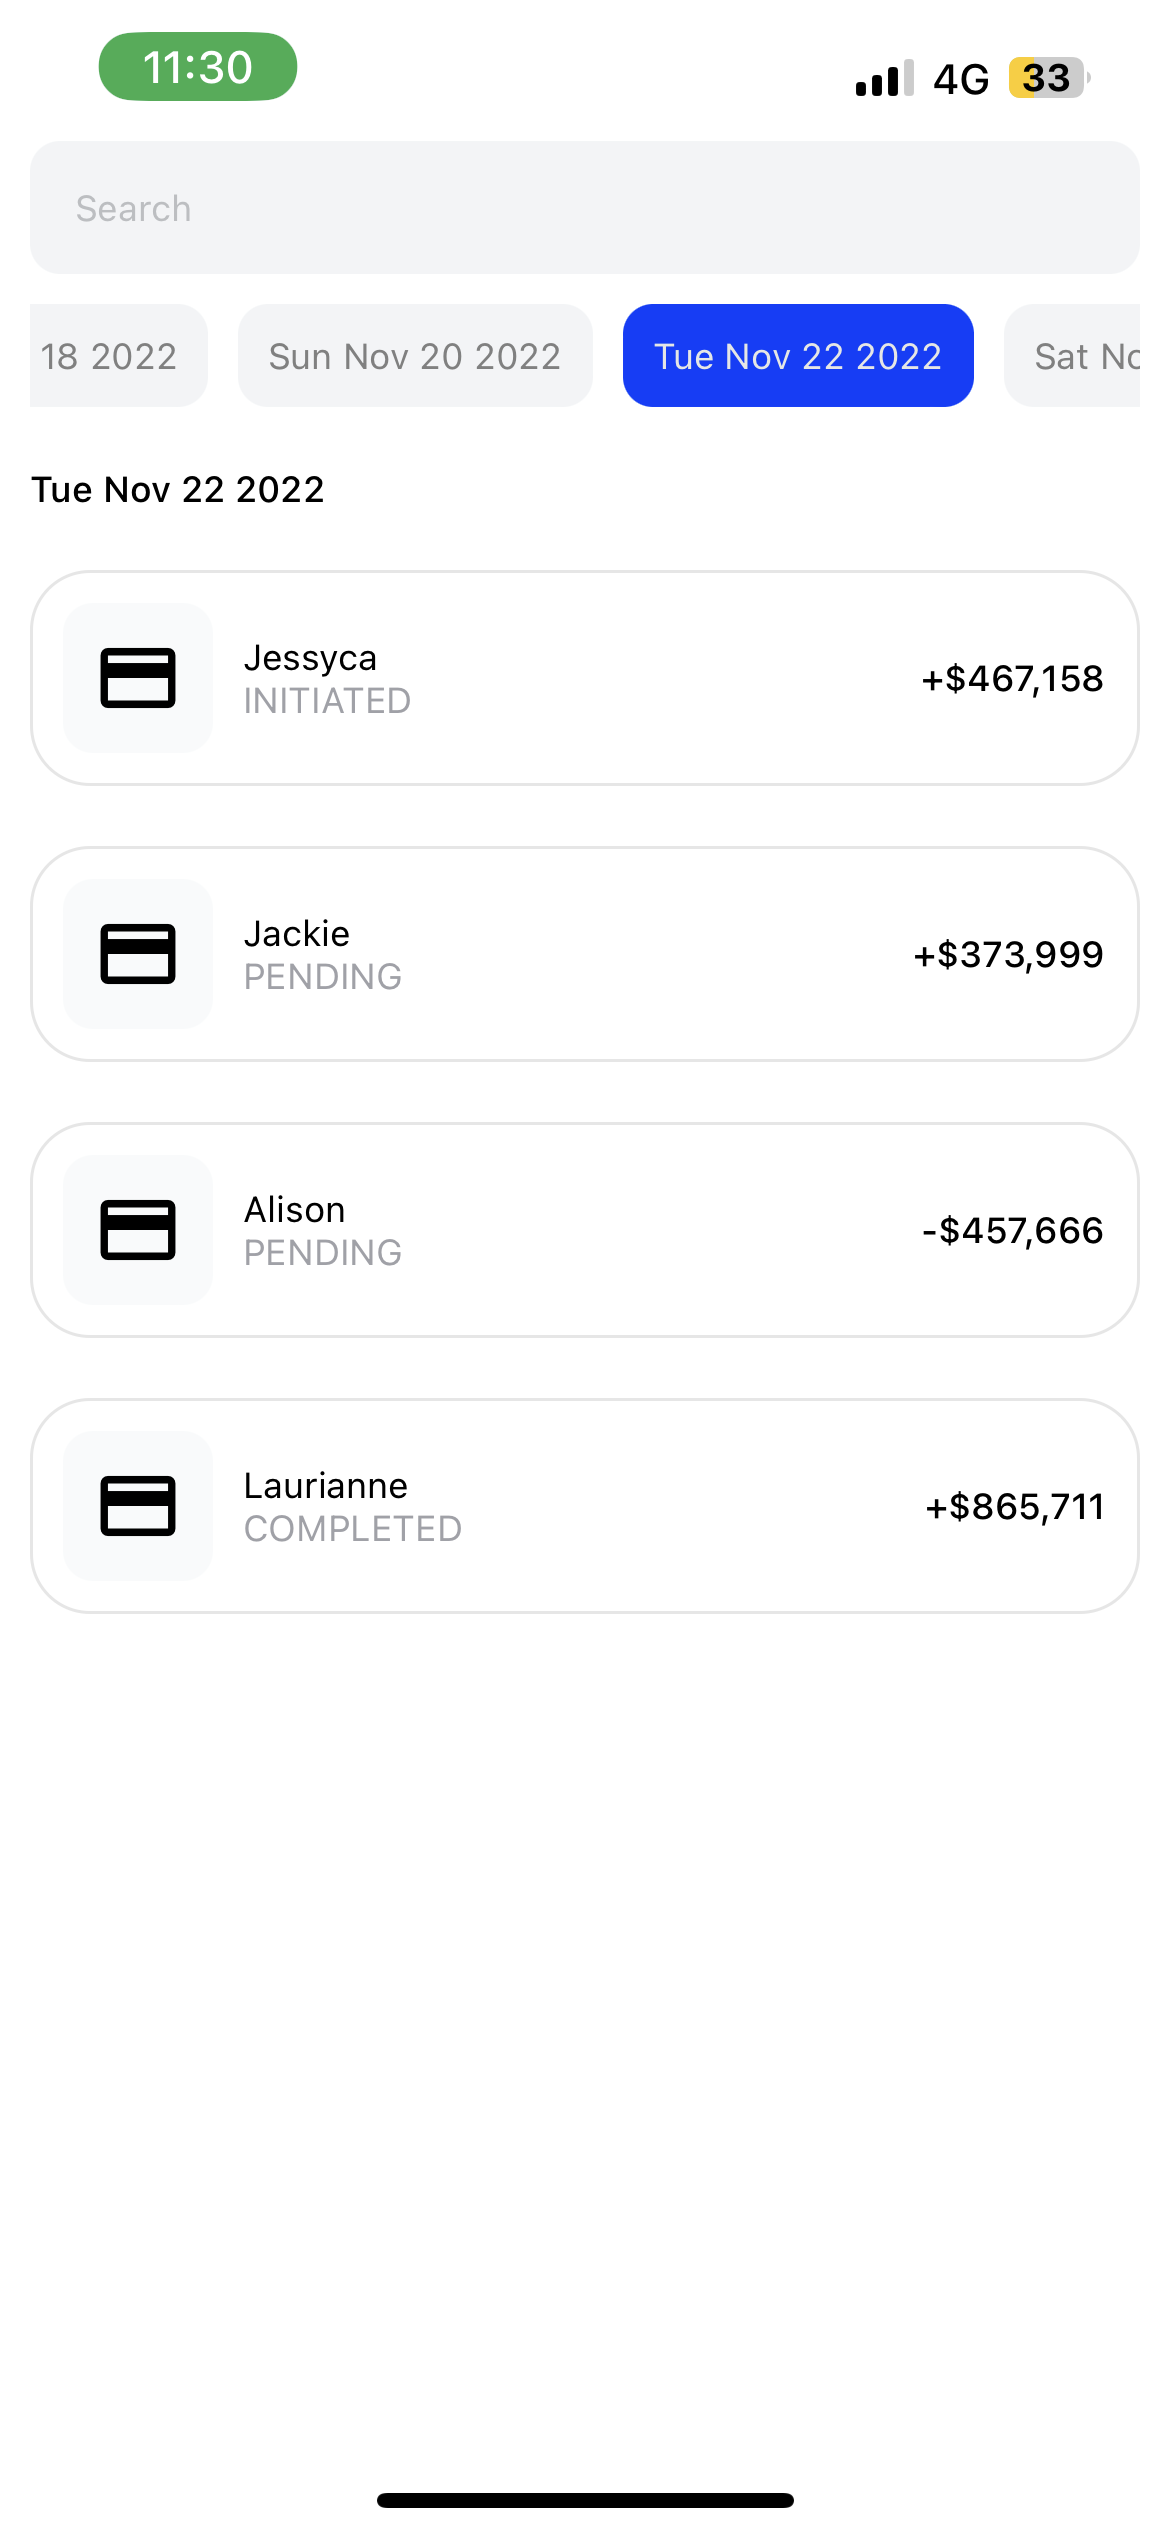 11:30
4G 33
Search
18 2022 Sun Nov 20 2022 Tue Nov 22 2022 Sat
Tue Nov 22 2022
Jessyca
INITIATED
+$467,158
Jackie
PENDING
+$373,999
Alison
PENDING
-$457,666
Laurianne
COMPLETED
+$865,711